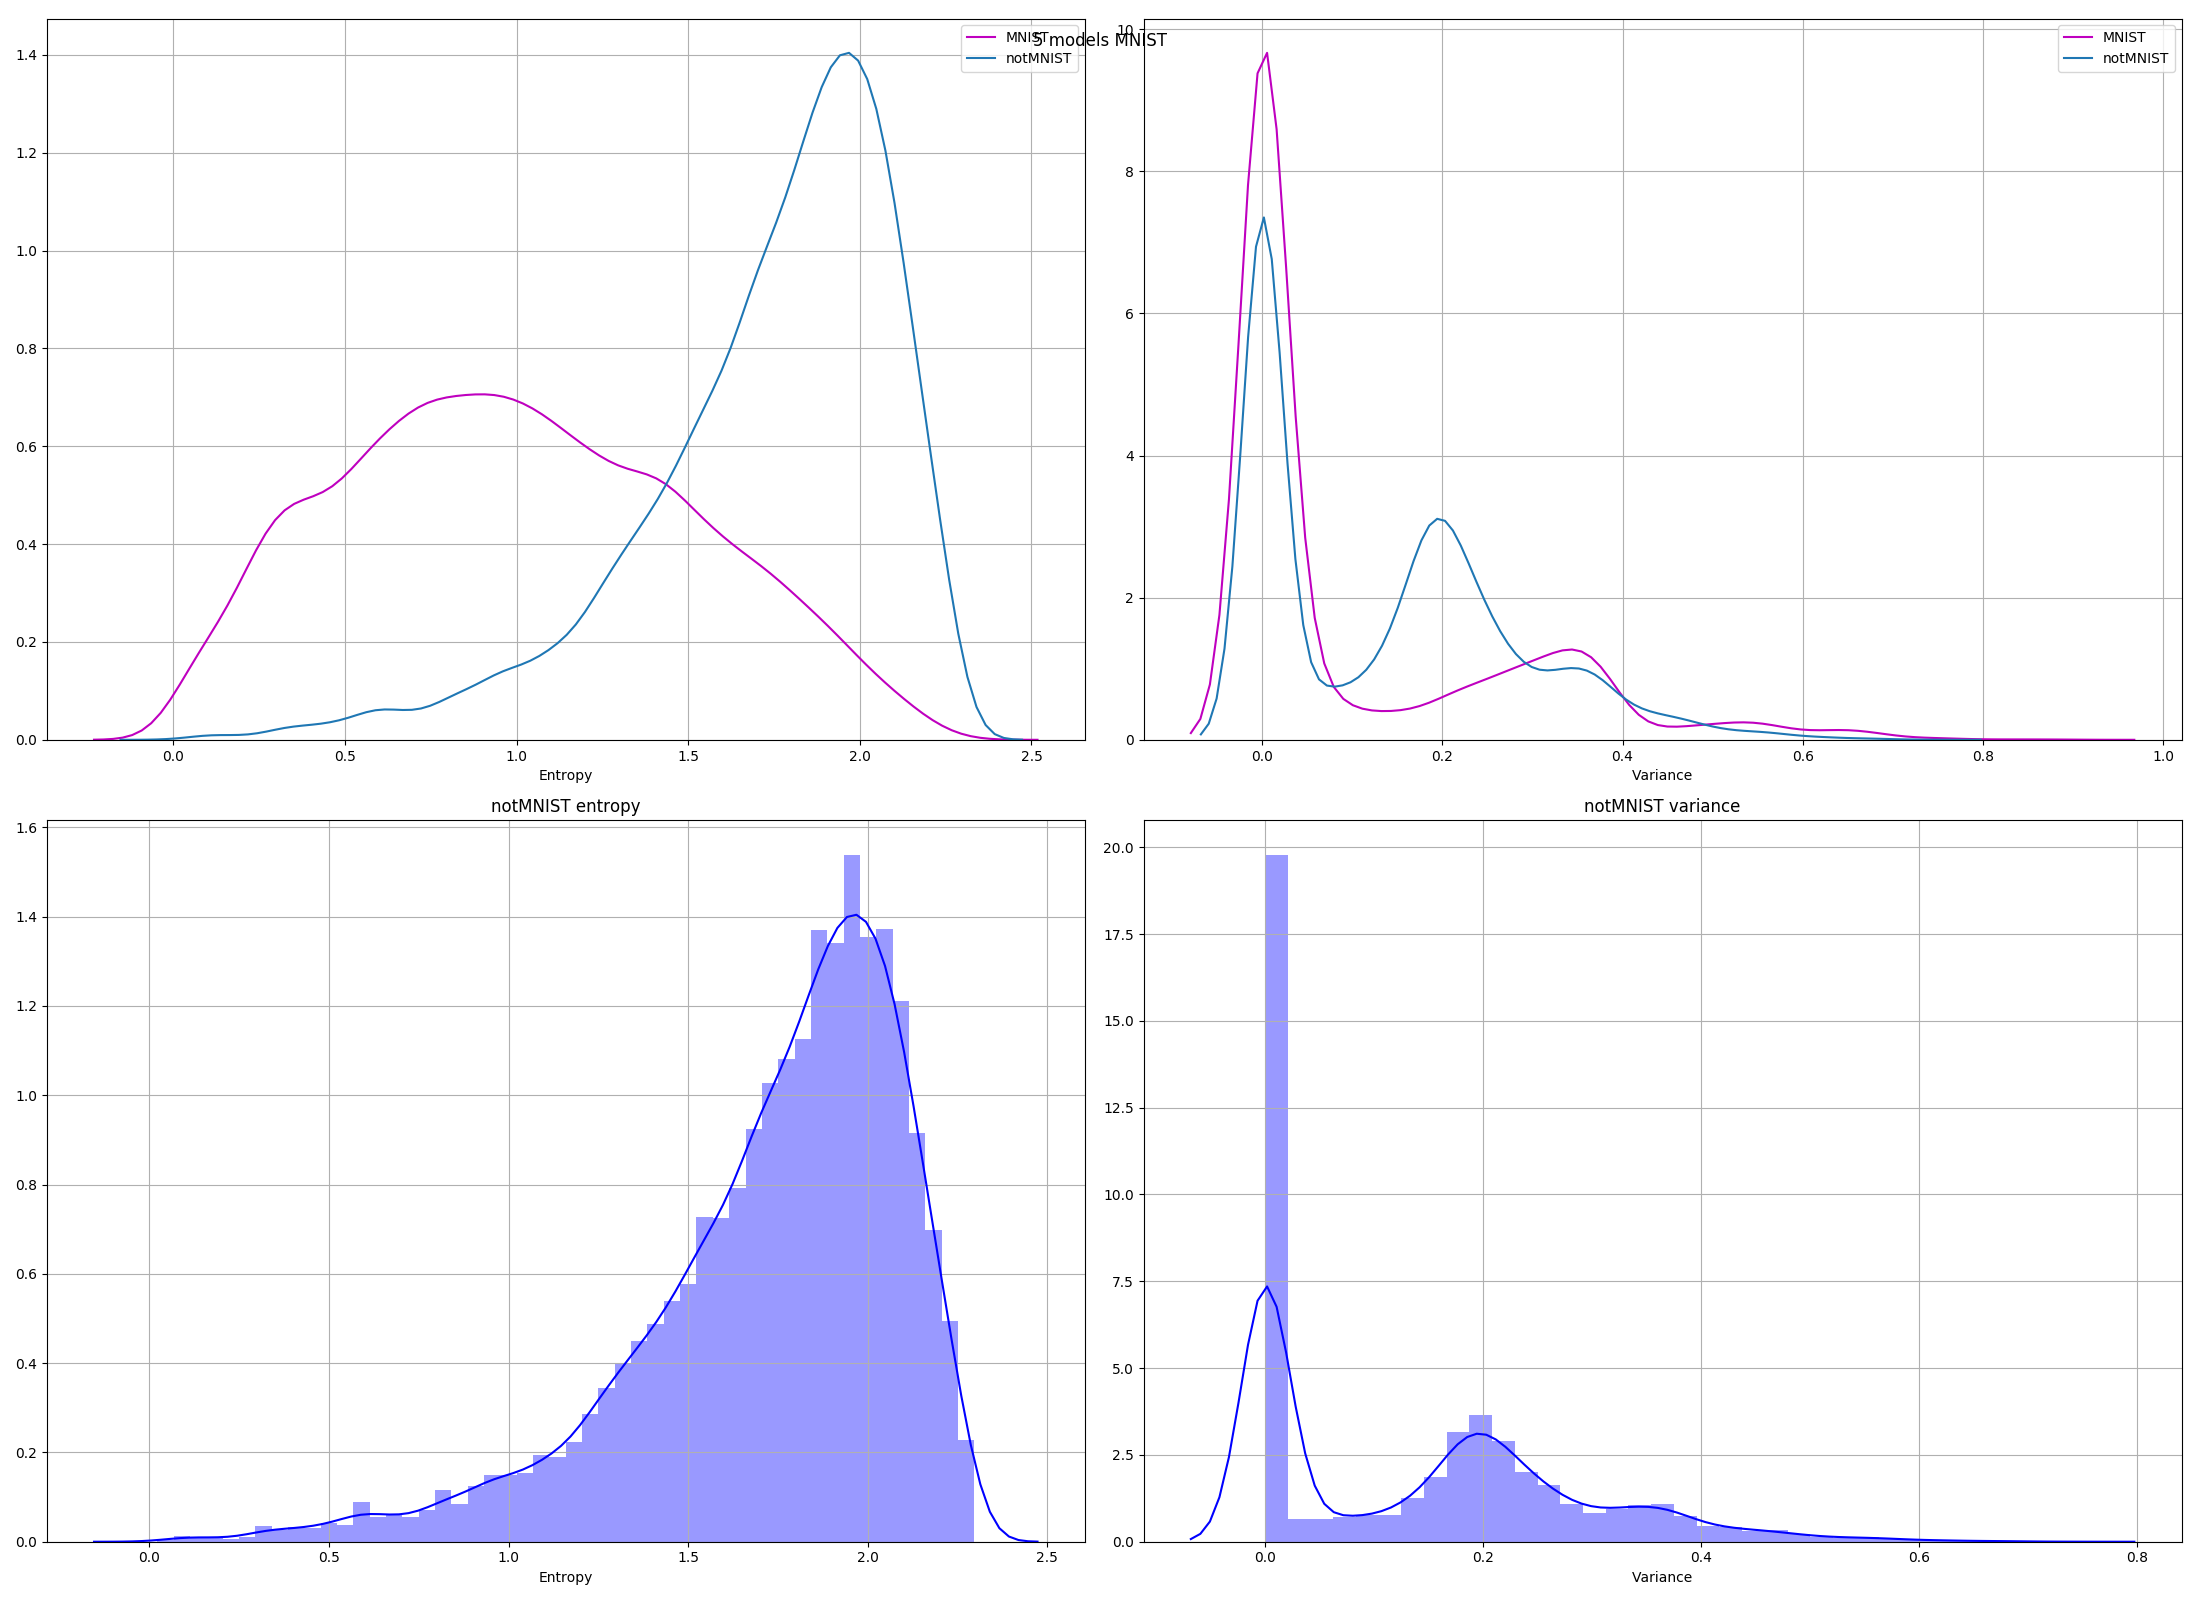 5 models MNIST
MNIST
notMNIST
1.4
1.2
1.0
0.8
0.6
0.4
0.2
0.0
0.0 0.5 1.0 1.5 2.0 2.5
Entropy
MNIST
notMNIST
10
8
6
4
2
0
0.0 0.2 0.4 0.6 0.8 1.0
Variance
notMNIST entropy
1.6
1.4
1.2
1.0
0.8
0.6
0.4
0.2
0.0
0.0 0.5 1.0 1.5 2.0 2.5
Entropy
notMNIST variance
20.0
17.5
15.0
12.5
10.0
7.5
5.0
2.5
0.0
0.0 0.2 0.4 0.6 0.8
Variance